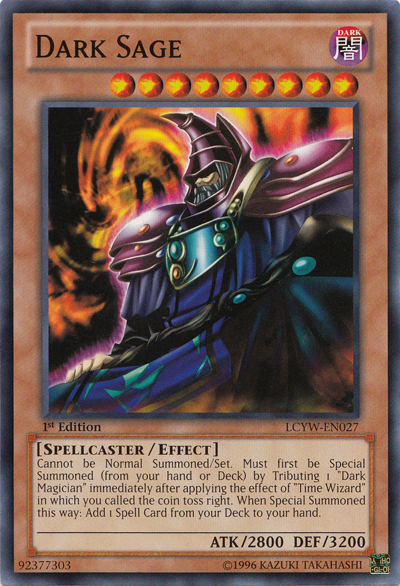 DARK SAGE
DARK
闇
1st Edition
LCYW-EN027
[SPELLCASTER / EFFECT]
Cannot be Normal Summoned/Set. Must first be Special
Summoned (from your hand or Deck) by Tributing 1 "Dark
Magician" immediately after applying the effect of "Time Wizard"
in which you called the coin toss right. When Special Summoned
this way: Add 1 Spell Card from your Deck to your hand.
ATK/2800 DEF/3200
92377303
©1996 KAZUKI TAKAHASHI